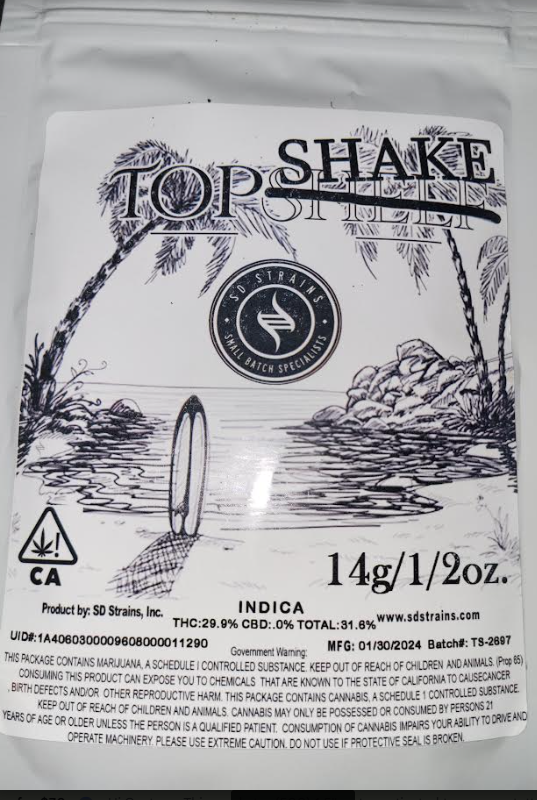 TOP SHAKE
SHELF
SD STRAINS
SMALL BATCH SPECIALISTS
14g/1/2oz.
CA
Product by: SD Strains, Inc.
INDICA
THC:29.9% CBD:.0% TOTAL:31.6%
www.sdstrains.com
UID#:1A4060300009608000011290
Government Warning:
MFG: 01/30/2024 Batch#: TS-2697
THIS PACKAGE CONTAINS MARIJUANA, A SCHEDULE I CONTROLLED SUBSTANCE. KEEP OUT OF REACH OF CHILDREN AND ANIMALS. (Prop 65)
CONSUMING THIS PRODUCT CAN EXPOSE YOU TO CHEMICALS THAT ARE KNOWN TO THE STATE OF CALIFORNIA TO CAUSECANCER
, BIRTH DEFECTS AND/OR OTHER REPRODUCTIVE HARM. THIS PACKAGE CONTAINS CANNABIS, A SCHEDULE 1 CONTROLLED SUBSTANCE.
KEEP OUT OF REACH OF CHILDREN AND ANIMALS. CANNABIS MAY ONLY BE POSSESSED OR CONSUMED BY PERSONS 21
YEARS OF AGE OR OLDER UNLESS THE PERSON IS A QUALIFIED PATIENT. CONSUMPTION OF CANNABIS IMPAIRS YOUR ABILITY TO DRIVE AND
OPERATE MACHINERY. PLEASE USE EXTREME CAUTION. DO NOT USE IF PROTECTIVE SEAL IS BROKEN.